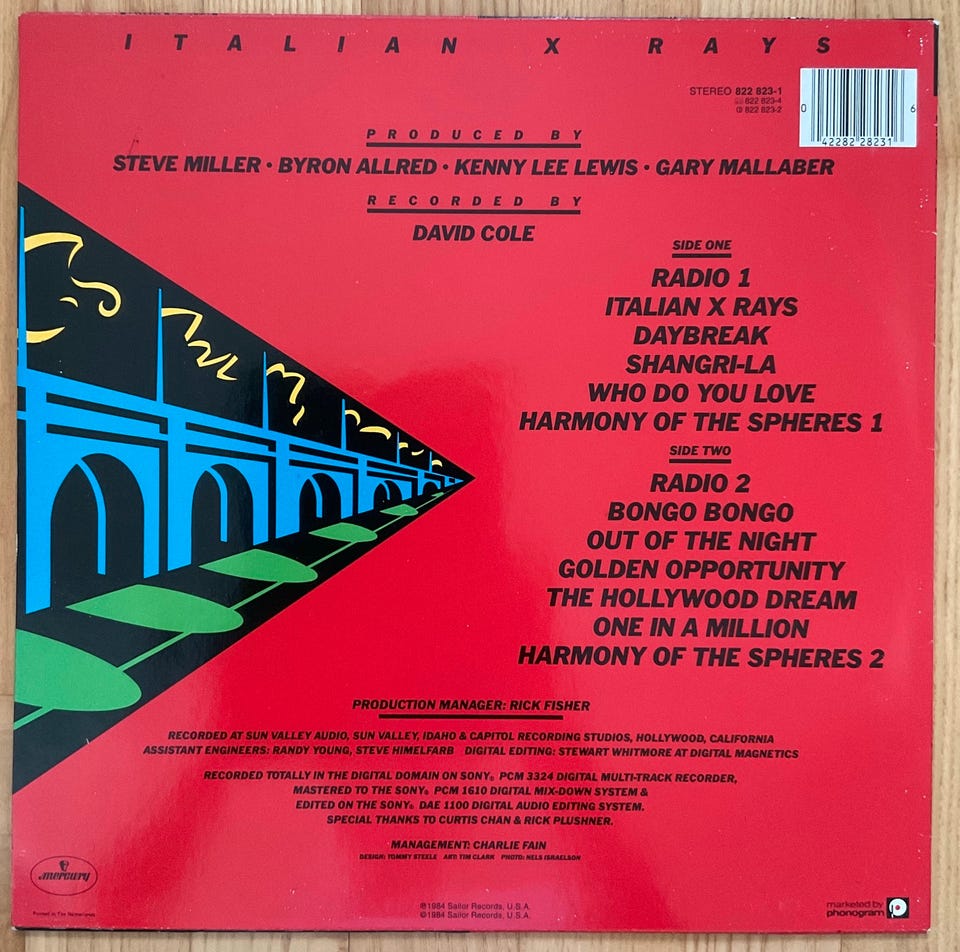 ITALIAN X RAYS
STEREO 822 823-1
822 823-4
822 823-2
0 42282 28231 6
PRODUCED BY
STEVE MILLER • BYRON ALLRED • KENNY LEE LEWIS • GARY MALLABER
RECORDED BY
DAVID COLE
SIDE ONE
RADIO 1
ITALIAN X RAYS
DAYBREAK
SHANGRI-LA
WHO DO YOU LOVE
HARMONY OF THE SPHERES 1
SIDE TWO
RADIO 2
BONGO BONGO
OUT OF THE NIGHT
GOLDEN OPPORTUNITY
THE HOLLYWOOD DREAM
ONE IN A MILLION
HARMONY OF THE SPHERES 2
PRODUCTION MANAGER: RICK FISHER
RECORDED AT SUN VALLEY AUDIO, SUN VALLEY, IDAHO & CAPITOL RECORDING STUDIOS, HOLLYWOOD, CALIFORNIA
ASSISTANT ENGINEERS: RANDY YOUNG, STEVE HIMELFARB DIGITAL EDITING: STEWART WHITMORE AT DIGITAL MAGNETICS
RECORDED TOTALLY IN THE DIGITAL DOMAIN ON SONY® PCM 3324 DIGITAL MULTI-TRACK RECORDER,
MASTERED TO THE SONY® PCM 1610 DIGITAL MIX-DOWN SYSTEM &
EDITED ON THE SONY® DAE 1100 DIGITAL AUDIO EDITING SYSTEM.
SPECIAL THANKS TO CURTIS CHAN & RICK PLUSHNER.
MANAGEMENT: CHARLIE FAIN
DESIGN: TOMMY STEELE ART: TIM CLARK PHOTO: NELS ISRAELSON
mercury
Printed in The Netherlands
℗1984 Sailor Records, U.S.A.
©1984 Sailor Records, U.S.A.
marketed by
phonogram